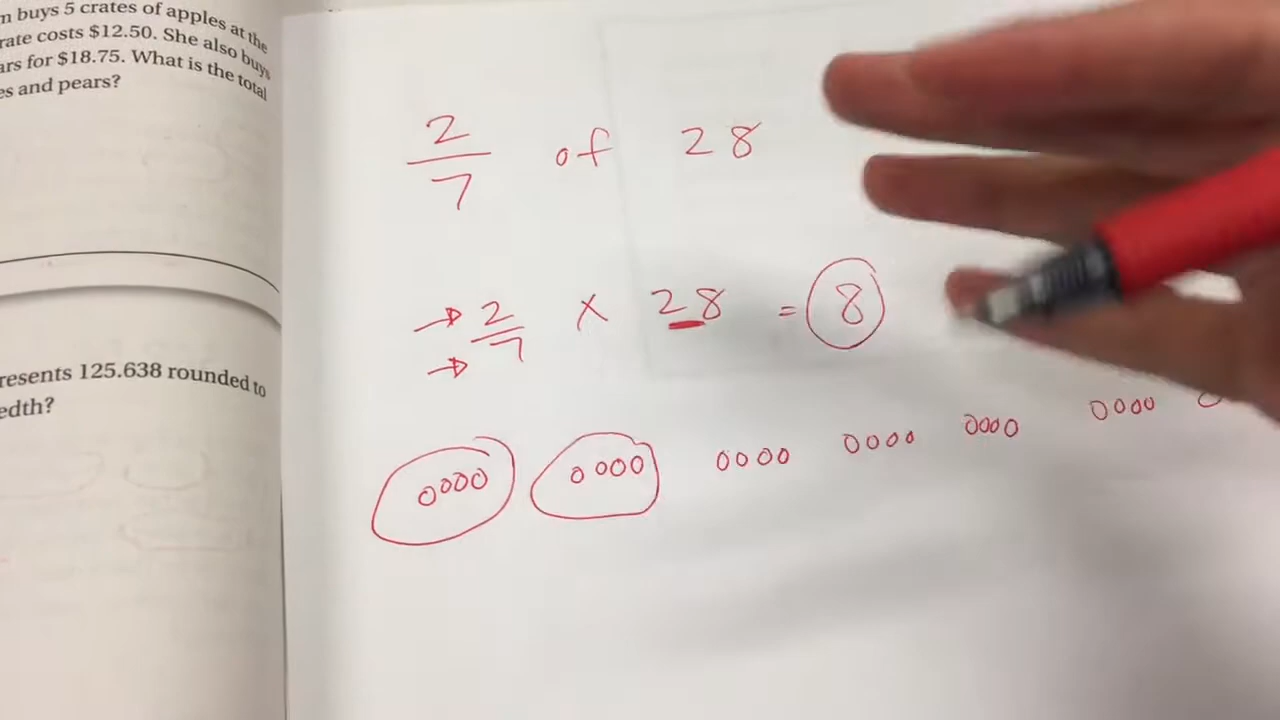 n buys 5 crates of apples at the
rate costs $12.50. She also buys
ars for $18.75. What is the total
es and pears?
resents 125.638 rounded to
edth?
2/7 of 28
→ 2/7 × 28 = 8
→
0000 0000 0000 0000 0000 0000 0